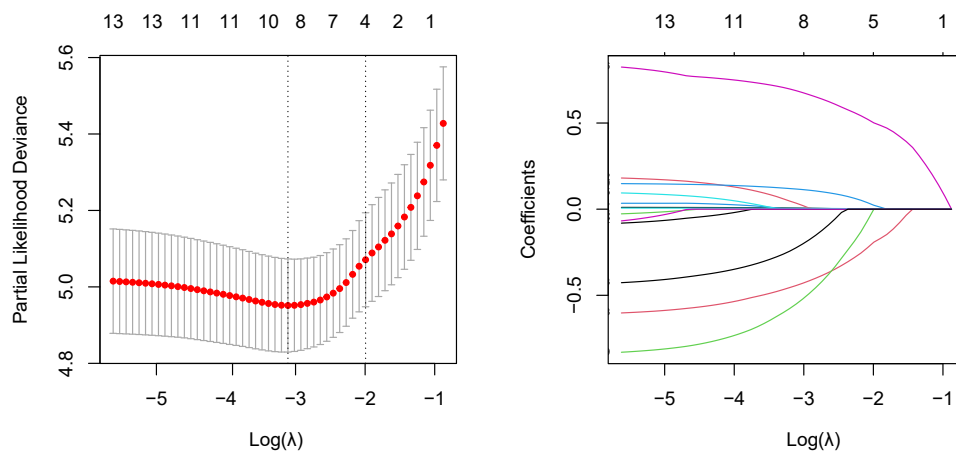 13 13 11 11 10 8 7 4 2 1
Partial Likelihood Deviance
5.6
5.4
5.2
5.0
4.8
−5 −4 −3 −2 −1
Log(λ)
13 11 8 5 1
Coefficients
0.5
0.0
−0.5
−5 −4 −3 −2 −1
Log(λ)